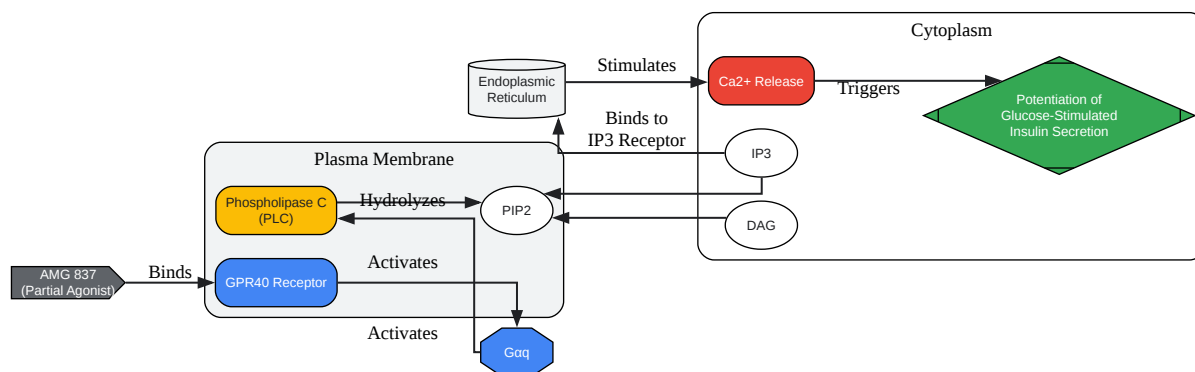 Cytoplasm
Endoplasmic
Reticulum
Stimulates
Ca2+ Release
Triggers
Potentiation of
Glucose-Stimulated
Insulin Secretion
Binds to
IP3 Receptor
IP3
Plasma Membrane
Phospholipase C
(PLC)
Hydrolyzes
PIP2
DAG
AMG 837
(Partial Agonist)
Binds
GPR40 Receptor
Activates
Activates
Gαq